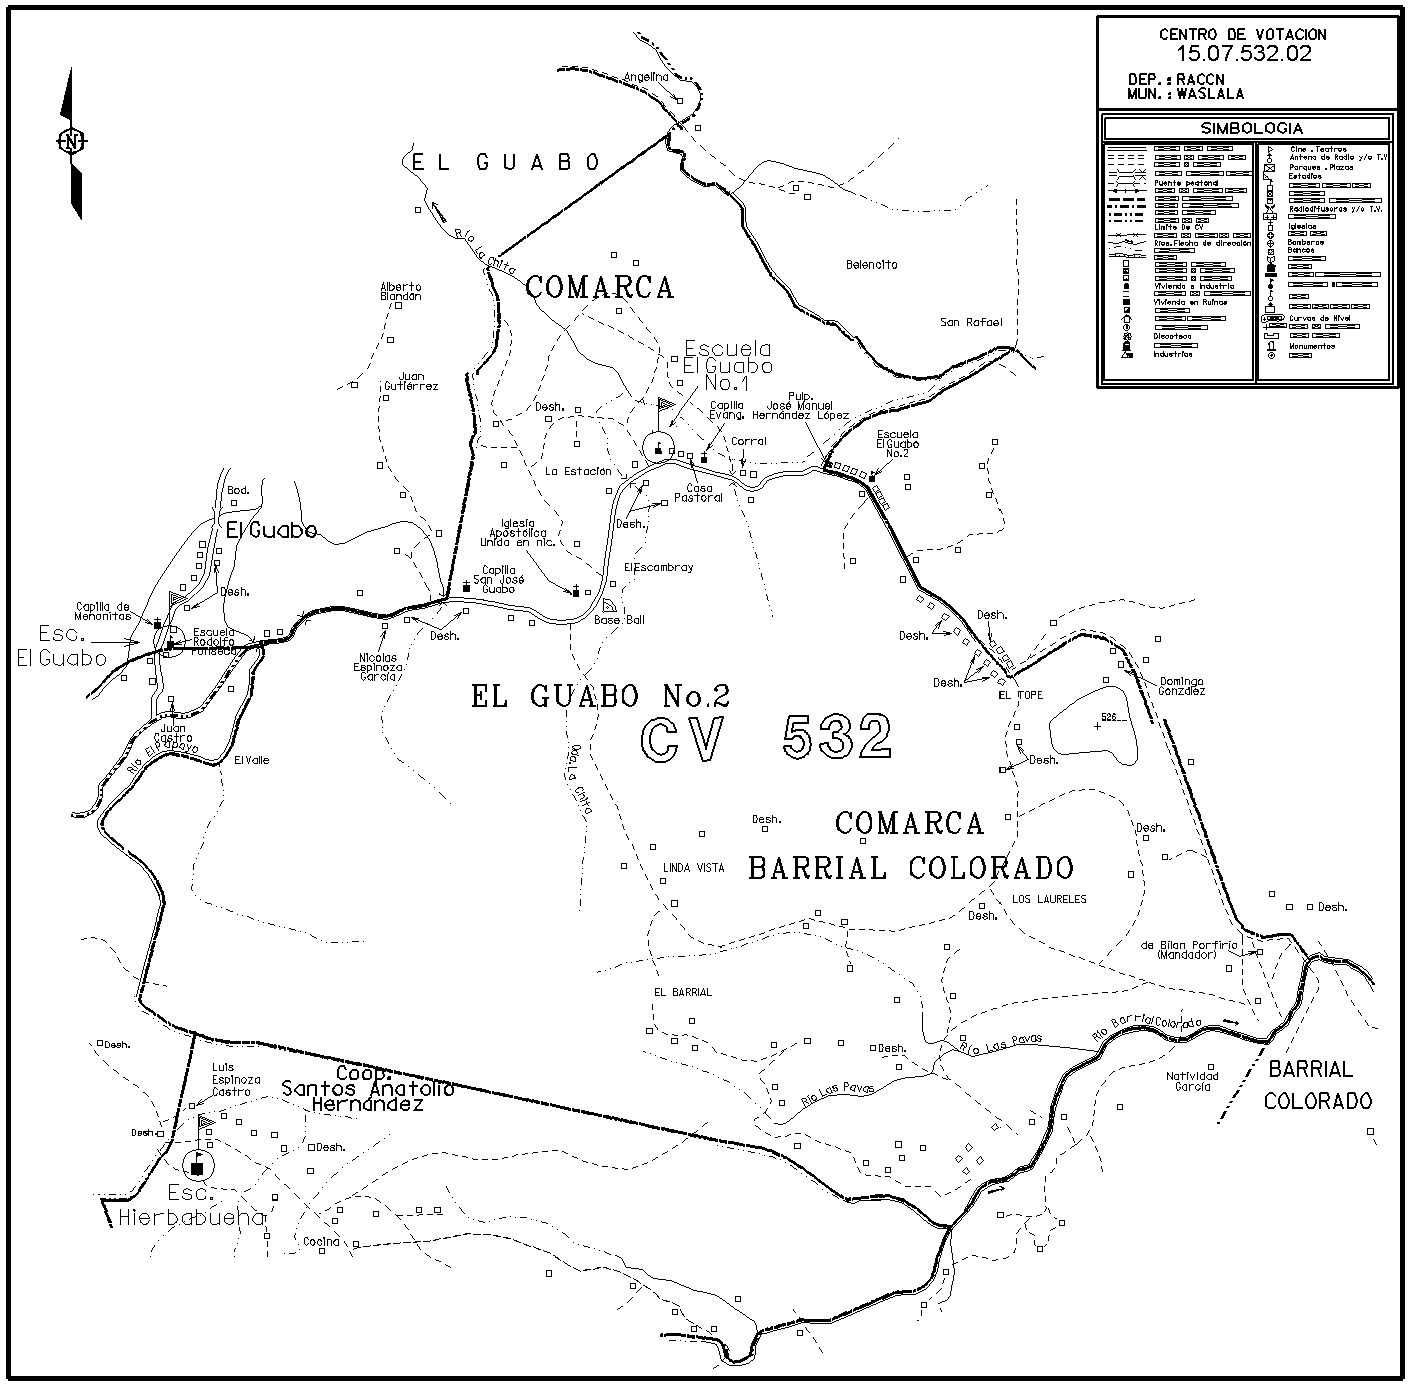 CENTRO DE VOTACION
15.07.532.02
DEP.: RACCN
MUN.: WASLALA
SIMBOLOGIA
Puente peatonal
Limite De CV
Rios.Flecha de dirección
Vivienda e Industria
Vivienda en Ruinas
Discoteca
Industrias
Cine . Teatros
Antena de Radio y/o T.V
Parques . Plazas
Estadios
Radiodifusoras y/o T.V.
Iglesias
Bomberos
Bancos
Curvas de Nivel
Monumentos
N
Angelina
EL GUABO
Río La Chita
COMARCA
Belencito
San Rafael
Alberto
Blandón
Juan
Gutiérrez
Escuela
El Guabo
No.1
Desh.
Capilla
Evang.
Pulp.
José Manuel
Hernández López
Escuela
El Guabo
No.2
Corral
La Estación
Casa
Pastoral
Desh.
Bod.
El Guabo
Iglesia
Apostólica
Unida en nic.
El Escambray
Capilla
San José
Guabo
Base Ball
Desh.
Capilla de
Menonitas
Desh.
Esc.
El Guabo
Escuela
Rodolfo
Fonseca
Nicolas
Espinoza
García
Desh.
Desh.
Desh.
Domingo
González
EL TOPE
EL GUABO No.2
CV 532
526
Juan
Castro
Río El Papayo
El Valle
Qda. La Chita
Desh.
Desh.
Desh.
COMARCA
BARRIAL COLORADO
LINDA VISTA
LOS LAURELES
Desh.
Desh.
de Bilan Porfirio
(Mandador)
EL BARRIAL
Río Barrial Colorado
Río Las Pavas
Desh.
Río Las Pavas
Natividad
García
BARRIAL
COLORADO
Desh.
Luis
Espinoza
Castro
Coop.
Santos Anatolio
Hernández
Desh.
Desh.
Esc.
Hierbabuena
Cocina